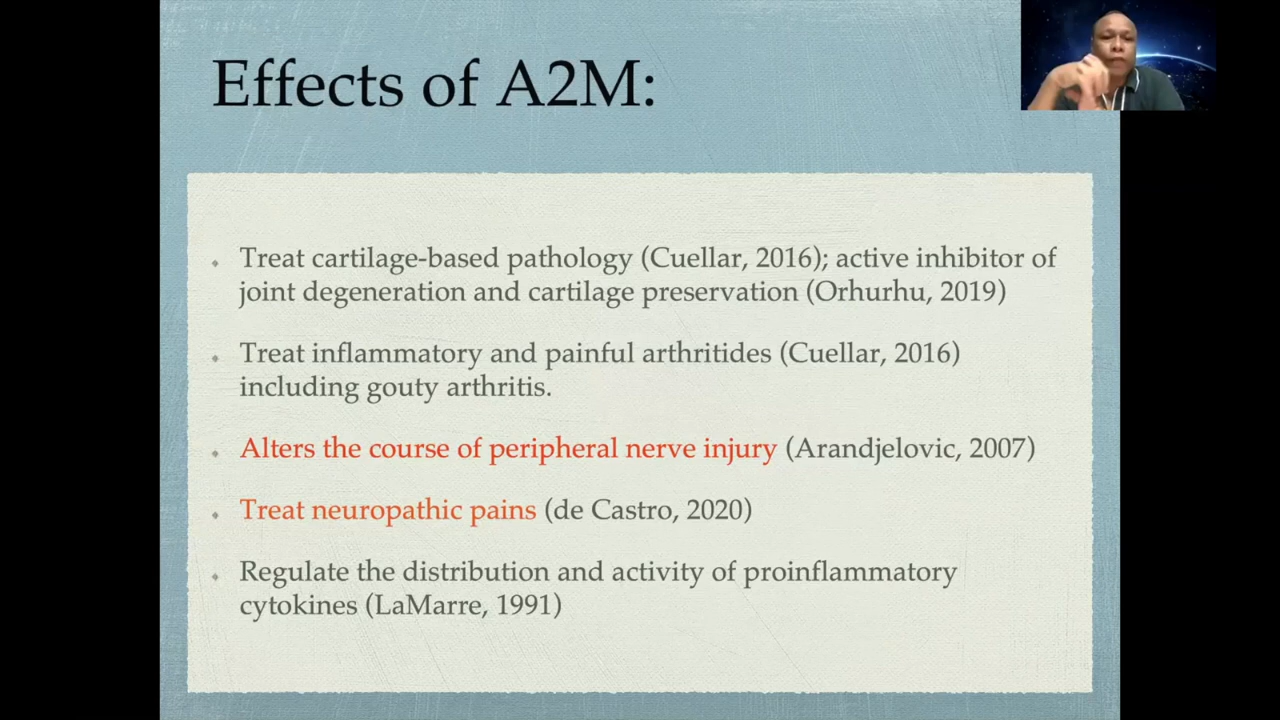 Effects of A2M:
Treat cartilage-based pathology (Cuellar, 2016); active inhibitor of
joint degeneration and cartilage preservation (Orhurhu, 2019)
Treat inflammatory and painful arthritides (Cuellar, 2016)
including gouty arthritis.
Alters the course of peripheral nerve injury (Arandjelovic, 2007)
Treat neuropathic pains (de Castro, 2020)
Regulate the distribution and activity of proinflammatory
cytokines (LaMarre, 1991)